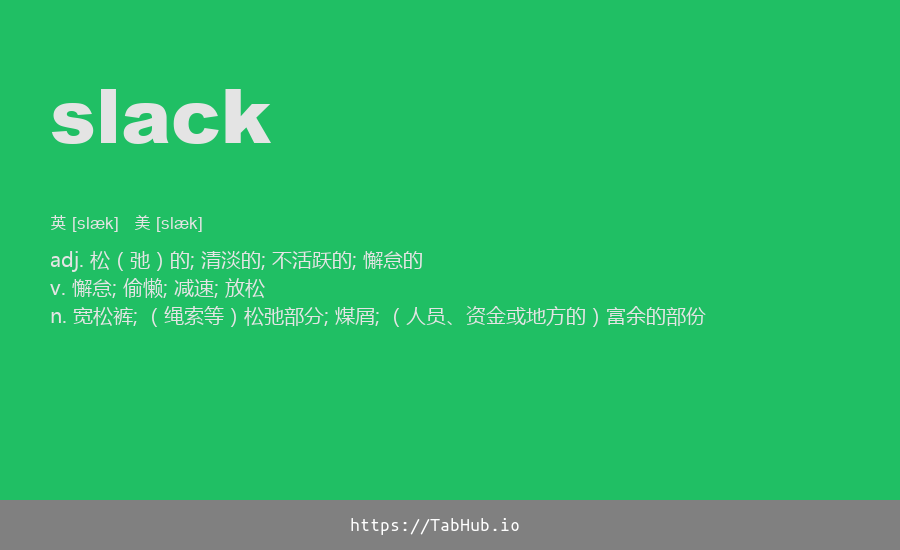 slack
英 [slæk] 美 [slæk]
adj. 松（弛）的; 清淡的; 不活跃的; 懈怠的
v. 懈怠; 偷懒; 减速; 放松
n. 宽松裤; （绳索等）松弛部分; 煤屑; （人员、资金或地方的）富余的部份
https://TabHub.io